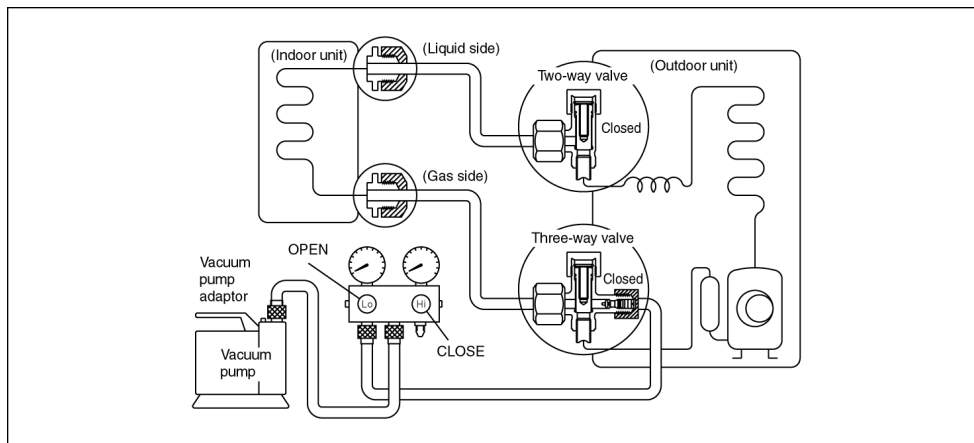 (Indoor unit)
(Liquid side)
Two-way valve
(Outdoor unit)
Closed
(Gas side)
Three-way valve
Closed
OPEN
Vacuum
pump
adaptor
Lo
Hi
CLOSE
Vacuum
pump